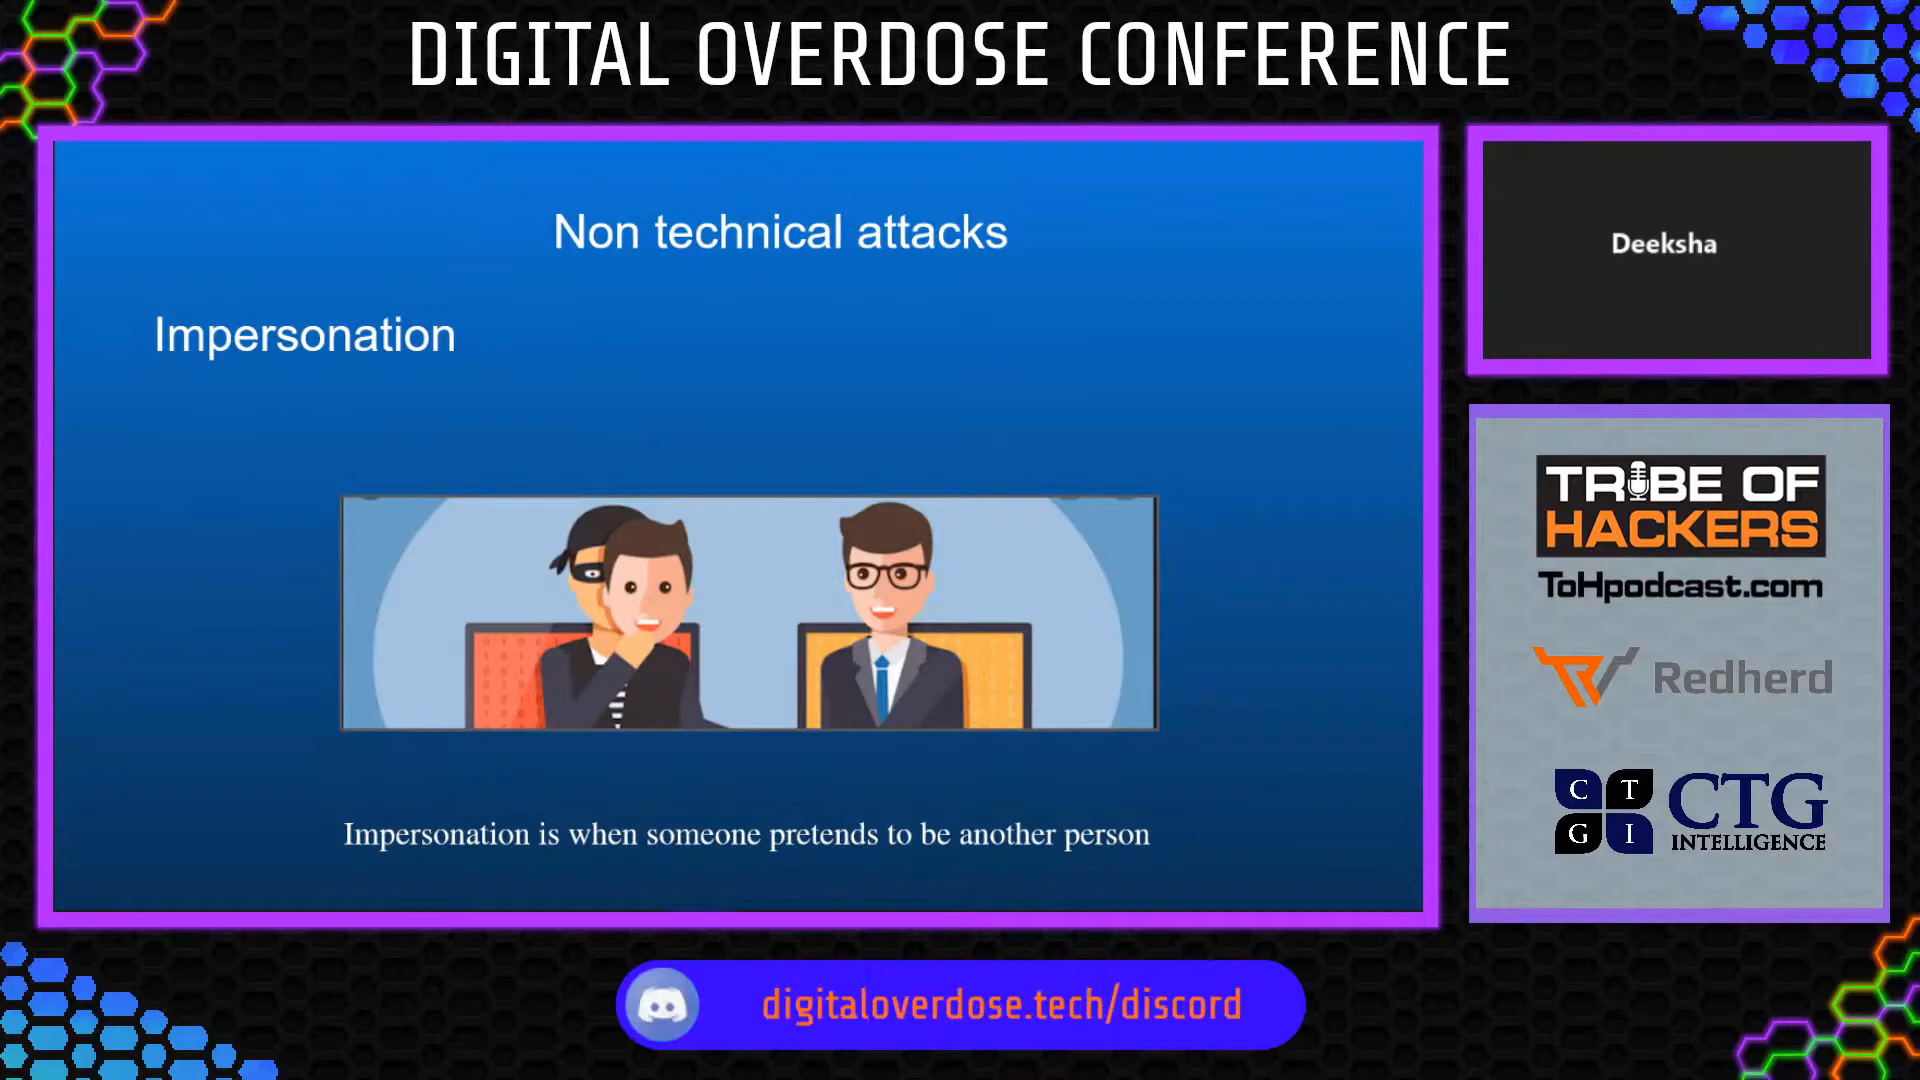 DIGITAL OVERDOSE CONFERENCE
Non technical attacks
Impersonation
Impersonation is when someone pretends to be another person
Deeksha
TRIBE OF
HACKERS
ToHpodcast.com
Redherd
C T
G I
CTG
INTELLIGENCE
digitaloverdose.tech/discord